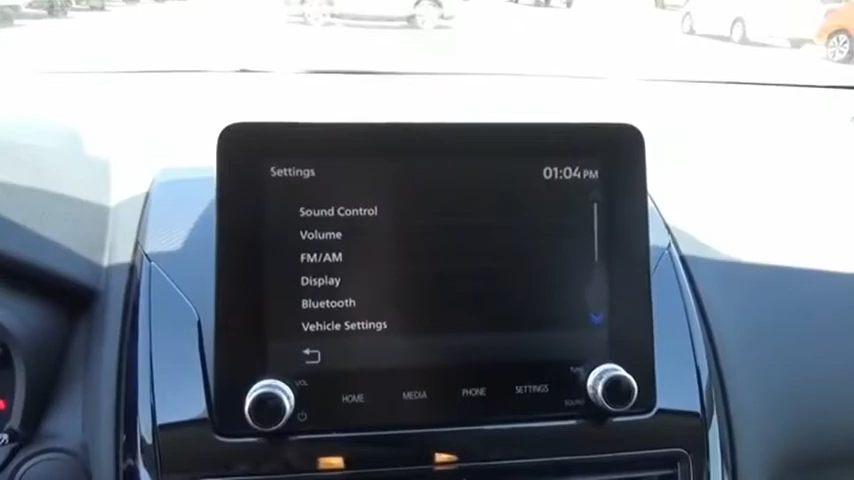 Settings
01:04 PM
Sound Control
Volume
FM/AM
Display
Bluetooth
Vehicle Settings
VOL
HOME
MEDIA
PHONE
SETTINGS
SOUND